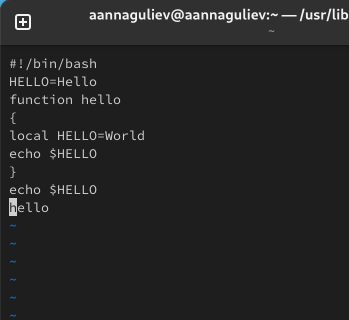 aannaguliev@aannaguliev:~ — /usr/lib
~
#!/bin/bash
HELLO=Hello
function hello
{
local HELLO=World
echo $HELLO
}
echo $HELLO
hello
~
~
~
~
~
~